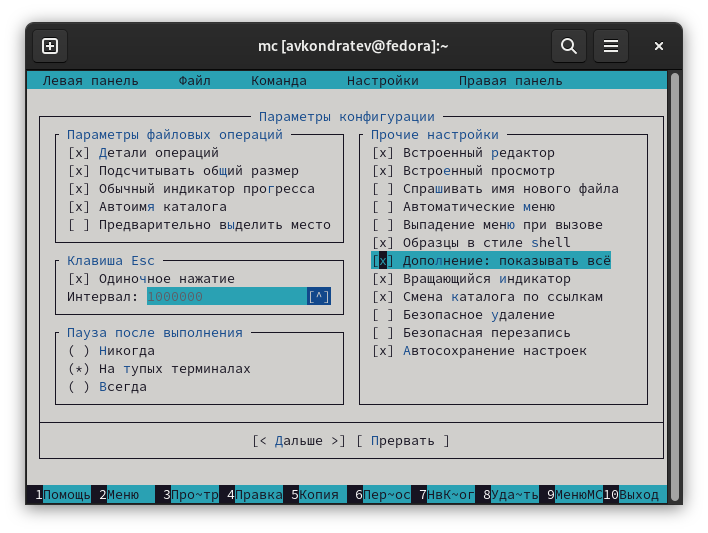 mc [avkondratev@fedora]:~
Левая панель Файл Команда Настройки Правая панель
Параметры конфигурации
Параметры файловых операций
[x] Детали операций
[x] Подсчитывать общий размер
[x] Обычный индикатор прогресса
[x] Автоимя каталога
[ ] Предварительно выделить место
Клавиша Esc
[x] Одиночное нажатие
Интервал: 1000000 [^]
Пауза после выполнения
( ) Никогда
(*) На тупых терминалах
( ) Всегда
Прочие настройки
[x] Встроенный редактор
[x] Встроенный просмотр
[ ] Спрашивать имя нового файла
[ ] Автоматические меню
[ ] Выпадение меню при вызове
[x] Образцы в стиле shell
[x] Дополнение: показывать всё
[x] Вращающийся индикатор
[x] Смена каталога по ссылкам
[ ] Безопасное удаление
[ ] Безопасная перезапись
[x] Автосохранение настроек
[< Дальше >] [ Прервать ]
1Помощь 2Меню 3Про~тр 4Правка 5Копия 6Пер~ос 7НвК~ог 8Уда~ть 9МенюMC 10Выход